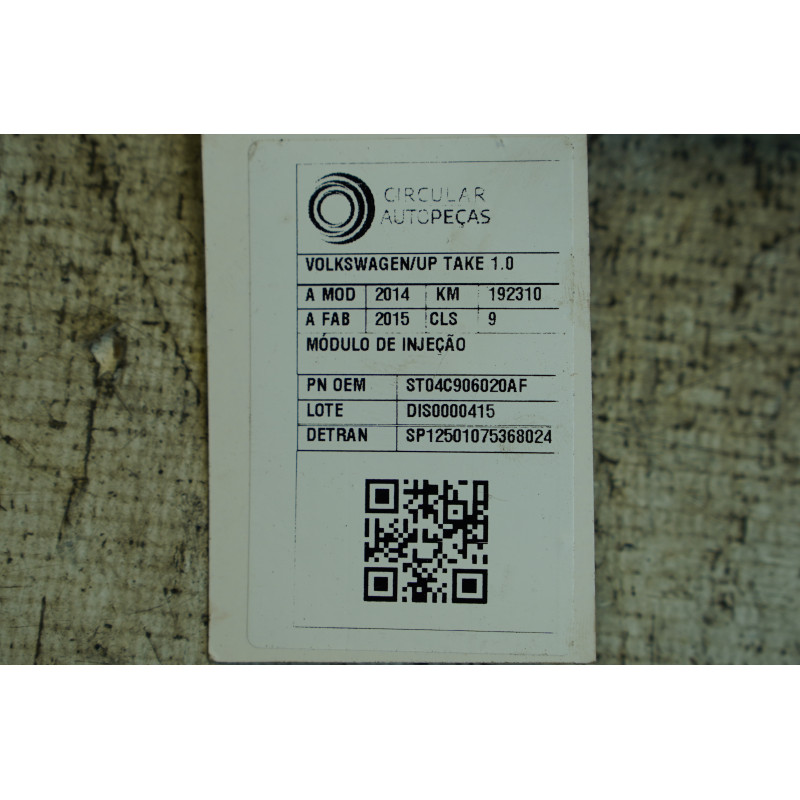 CIRCULAR
AUTOPEÇAS
VOLKSWAGEN/UP TAKE 1.0
A MOD 2014 KM 192310
A FAB 2015 CLS 9
MÓDULO DE INJEÇÃO
PN OEM ST04C906020AF
LOTE DIS0000415
DETRAN SP12501075368024